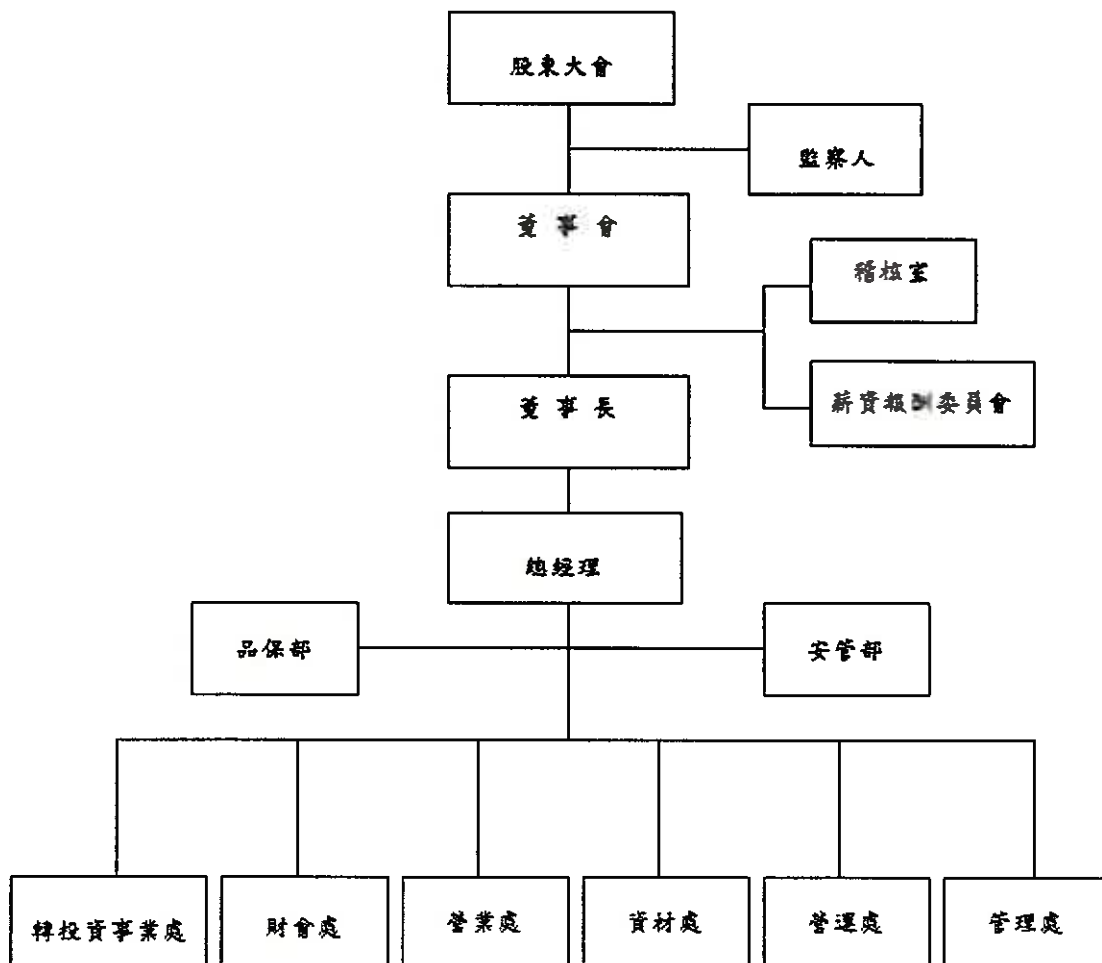 股東大會
監察人
董事會
稽核室
董事長
薪資報酬委員會
總經理
品保部
安管部
轉投資事業處
財會處
營業處
資材處
營運處
管理處